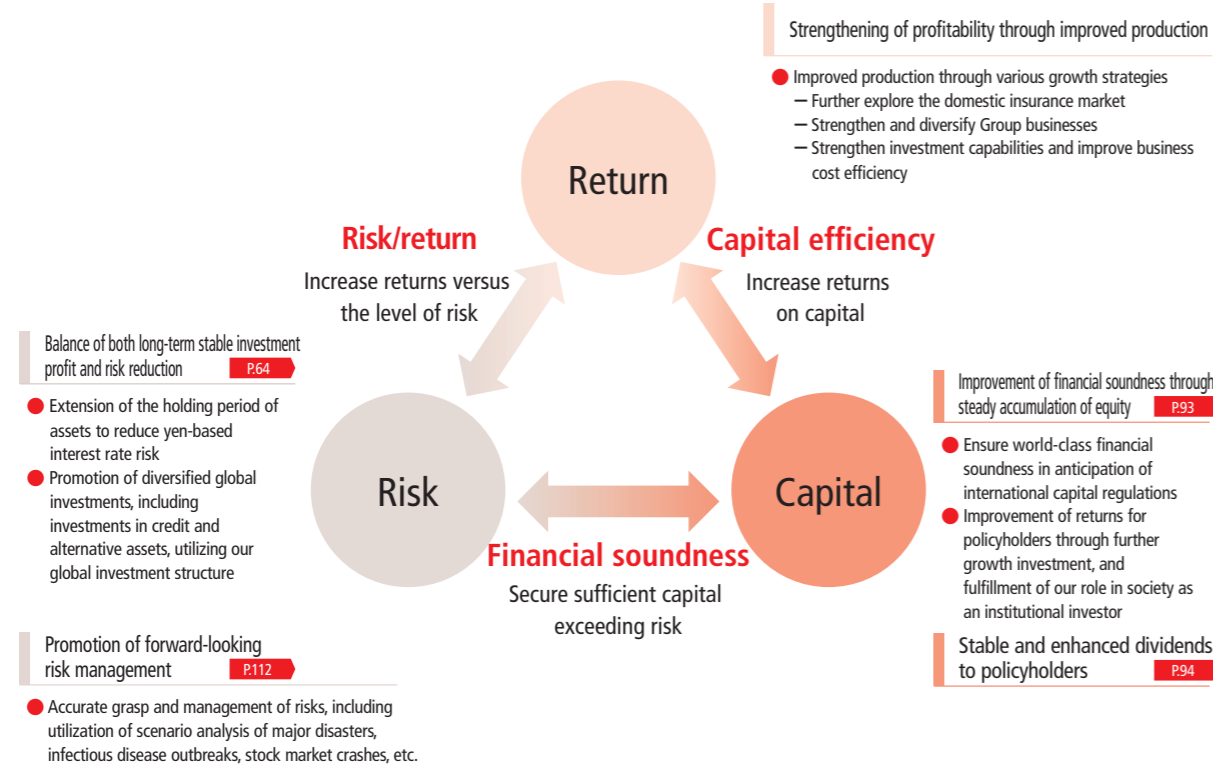 Strengthening of profitability through improved production
● Improved production through various growth strategies
— Further explore the domestic insurance market
— Strengthen and diversify Group businesses
— Strengthen investment capabilities and improve business
cost efficiency
Return
Risk/return
Increase returns versus
the level of risk
Capital efficiency
Increase returns
on capital
Balance of both long-term stable investment
profit and risk reduction P.64
● Extension of the holding period of
assets to reduce yen-based
interest rate risk
● Promotion of diversified global
investments, including
investments in credit and
alternative assets, utilizing our
global investment structure
Risk
Capital
Financial soundness
Secure sufficient capital
exceeding risk
Improvement of financial soundness through
steady accumulation of equity P.93
● Ensure world-class financial
soundness in anticipation of
international capital regulations
● Improvement of returns for
policyholders through further
growth investment, and
fulfillment of our role in society as
an institutional investor
Promotion of forward-looking
risk management P.112
● Accurate grasp and management of risks, including
utilization of scenario analysis of major disasters,
infectious disease outbreaks, stock market crashes, etc.
Stable and enhanced dividends
to policyholders P.94